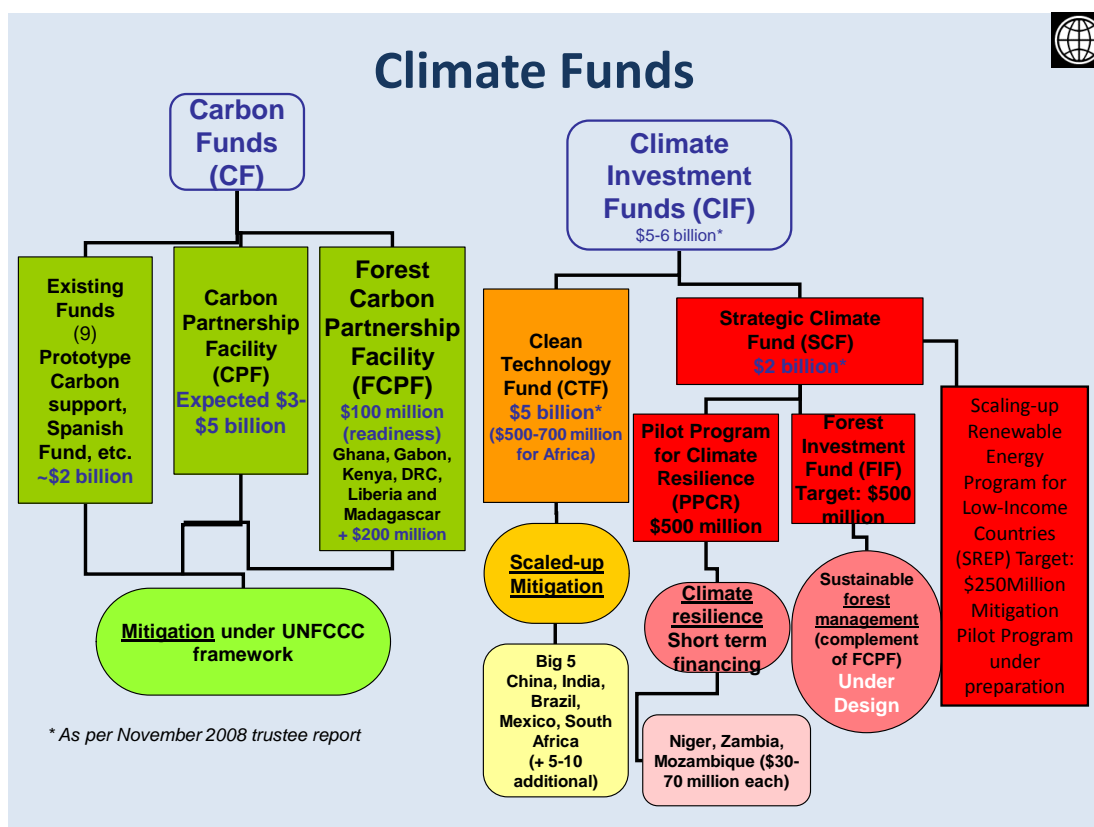 Climate Funds
Carbon
Funds
(CF)
Climate
Investment
Funds (CIF)
$5-6 billion*
Existing
Funds
(9)
Prototype
Carbon
support,
Spanish
Fund, etc.
~$2 billion
Carbon
Partnership
Facility
(CPF)
Expected $3-
$5 billion
Forest
Carbon
Partnership
Facility
(FCPF)
$100 million
(readiness)
Ghana, Gabon,
Kenya, DRC,
Liberia and
Madagascar
+ $200 million
Mitigation under UNFCCC
framework
Clean
Technology
Fund (CTF)
$5 billion*
($500-700 million
for Africa)
Strategic Climate
Fund (SCF)
$2 billion*
Pilot Program
for Climate
Resilience
(PPCR)
$500 million
Forest
Investment
Fund (FIF)
Target: $500
million
Scaling-up
Renewable
Energy
Program for
Low-Income
Countries
(SREP) Target:
$250Million
Mitigation
Pilot Program
under
preparation
Scaled-up
Mitigation
Climate
resilience
Short term
financing
Sustainable
forest
management
(complement
of FCPF)
Under
Design
Big 5
China, India,
Brazil,
Mexico, South
Africa
(+ 5-10
additional)
Niger, Zambia,
Mozambique ($30-
70 million each)
* As per November 2008 trustee report